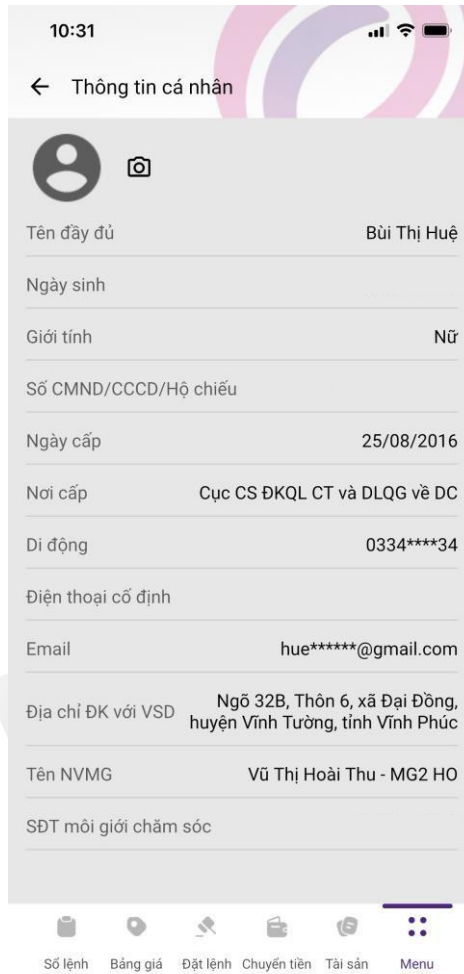 10:31
Thông tin cá nhân
Tên đầy đủ Bùi Thị Huệ
Ngày sinh
Giới tính Nữ
Số CMND/CCCD/Hộ chiếu
Ngày cấp 25/08/2016
Nơi cấp Cục CS ĐKQL CT và DLQG về DC
Di động 0334****34
Điện thoại cố định
Email hue******@gmail.com
Địa chỉ ĐK với VSD Ngõ 32B, Thôn 6, xã Đại Đồng,
huyện Vĩnh Tường, tỉnh Vĩnh Phúc
Tên NVMG Vũ Thị Hoài Thu - MG2 HO
SĐT môi giới chăm sóc
Sổ lệnh Bảng giá Đặt lệnh Chuyển tiền Tài sản Menu